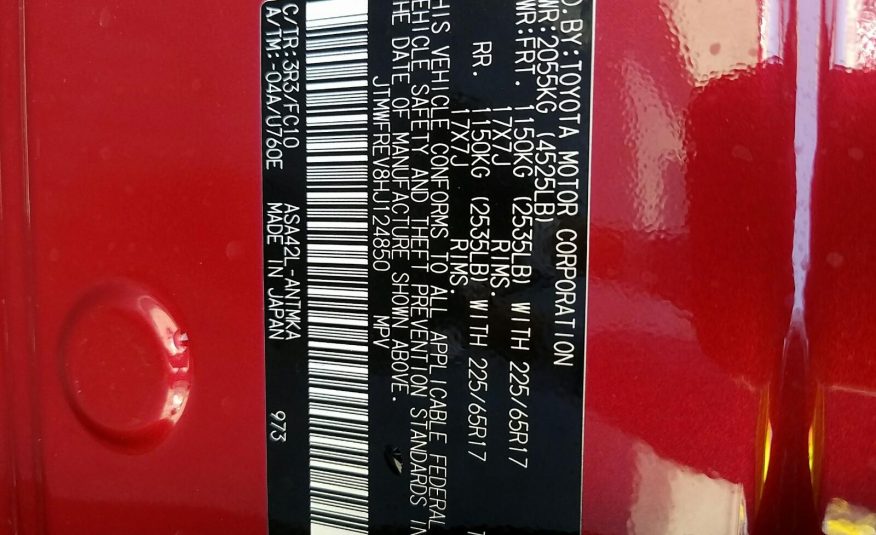 D. BY:TOYOTA MOTOR CORPORATION
WR:2055KG (4525LB)
WR:FRT. 1150KG (2535LB) WITH 225/65R17
17X7J RIMS.
RR. 1150KG (2535LB) WITH 225/65R17
17X7J RIMS.
HIS VEHICLE CONFORMS TO ALL APPLICABLE FEDERAL
EHICLE SAFETY AND THEFT PREVENTION STANDARDS IN
HE DATE OF MANUFACTURE SHOWN ABOVE.
JTMWFREV8HJ124850 MPV
C/TR:3R3/FC10 ASA42L-ANTMKA
A/TM:-04A/U760E MADE IN JAPAN 973